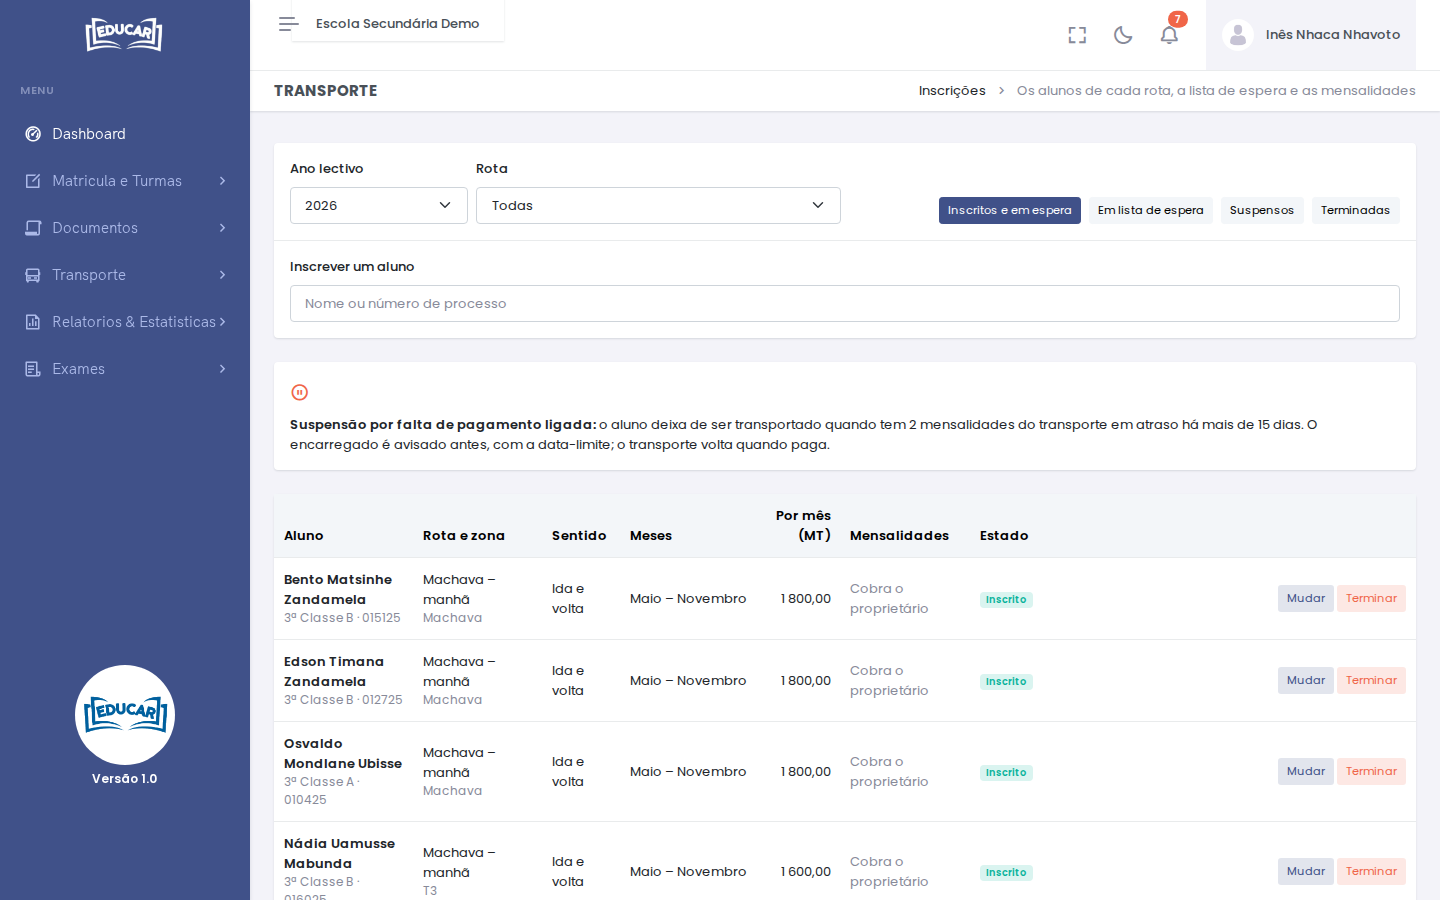 EDUCAR
Escola Secundária Demo
7
Inês Nhaca Nhavoto
MENU
Dashboard
Matricula e Turmas
Documentos
Transporte
Relatorios & Estatisticas
Exames
EDUCAR
Versão 1.0
TRANSPORTE
Inscrições > Os alunos de cada rota, a lista de espera e as mensalidades
Ano lectivo
Rota
2026
Todas
Inscritos e em espera
Em lista de espera
Suspensos
Terminadas
Inscrever um aluno
Nome ou número de processo
Suspensão por falta de pagamento ligada: o aluno deixa de ser transportado quando tem 2 mensalidades do transporte em atraso há mais de 15 dias. O
encarregado é avisado antes, com a data-limite; o transporte volta quando paga.
Aluno
Rota e zona
Sentido
Meses
Por mês
(MT)
Mensalidades
Estado
Bento Matsinhe
Zandamela
3ª Classe B · 015125
Machava –
manhã
Machava
Ida e
volta
Maio – Novembro
1 800,00
Cobra o
proprietário
Inscrito
Mudar
Terminar
Edson Timana
Zandamela
3ª Classe B · 012725
Machava –
manhã
Machava
Ida e
volta
Maio – Novembro
1 800,00
Cobra o
proprietário
Inscrito
Mudar
Terminar
Osvaldo
Mondlane Ubisse
3ª Classe A ·
010425
Machava –
manhã
Machava
Ida e
volta
Maio – Novembro
1 800,00
Cobra o
proprietário
Inscrito
Mudar
Terminar
Nádia Uamusse
Mabunda
3ª Classe B ·
016025
Machava –
manhã
T3
Ida e
volta
Maio – Novembro
1 600,00
Cobra o
proprietário
Inscrito
Mudar
Terminar